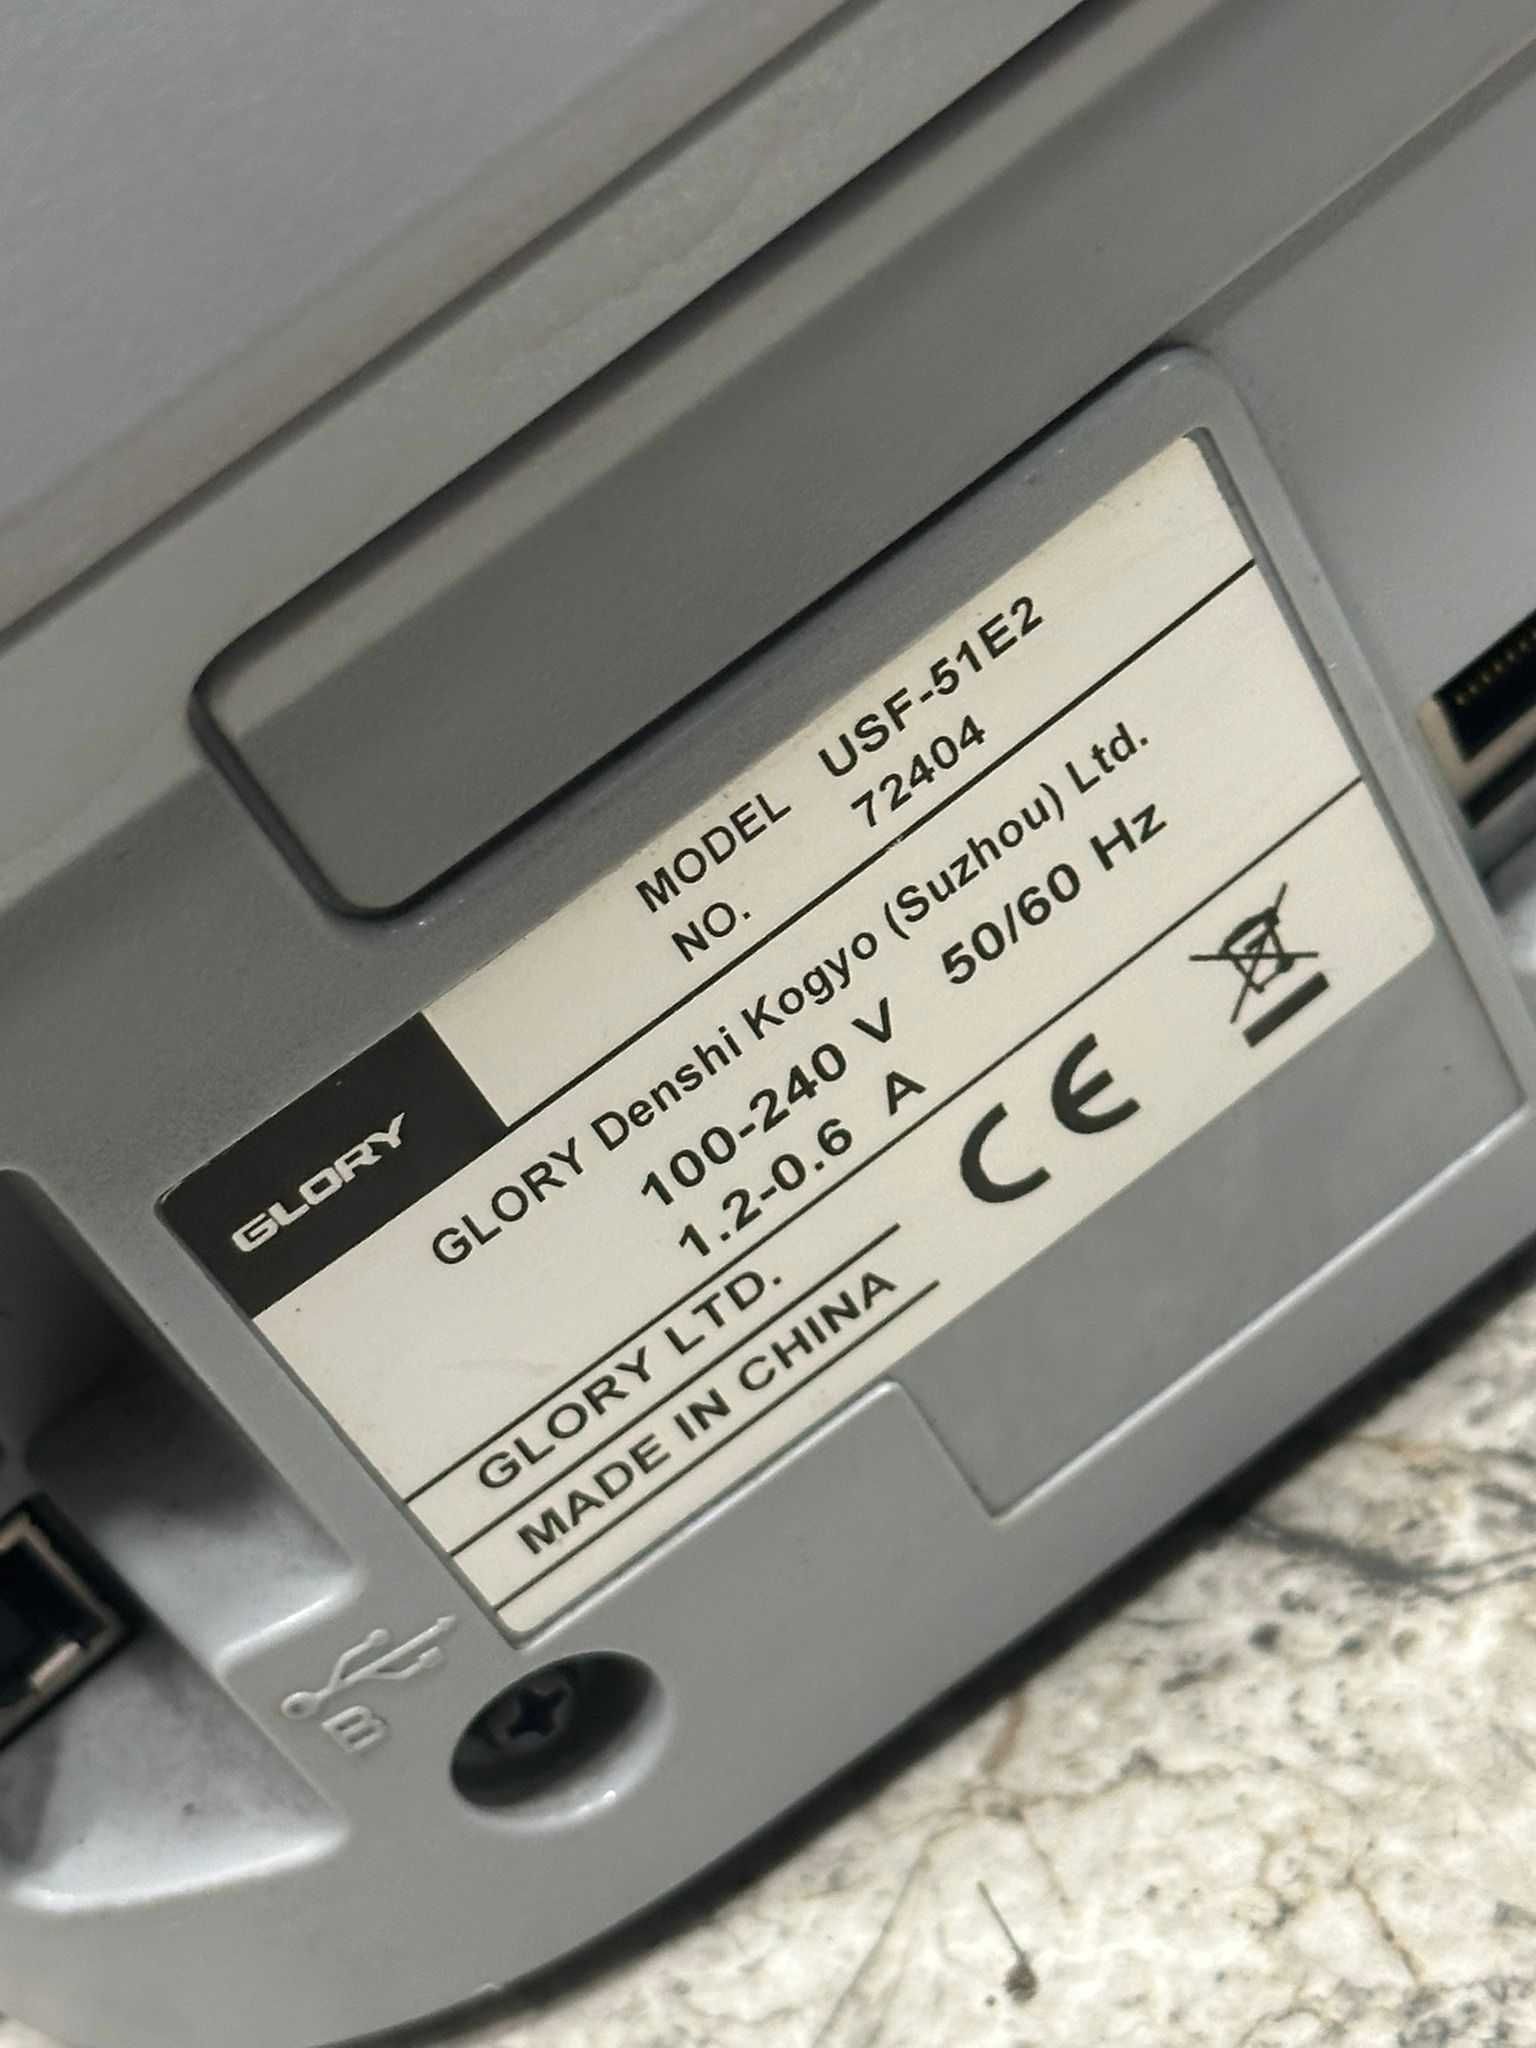 GLORY
MODEL USF-51E2
NO. 72404
GLORY Denshi Kogyo (Suzhou) Ltd.
100-240 V 50/60 Hz
1.2-0.6 A
GLORY LTD.
CE
MADE IN CHINA
B